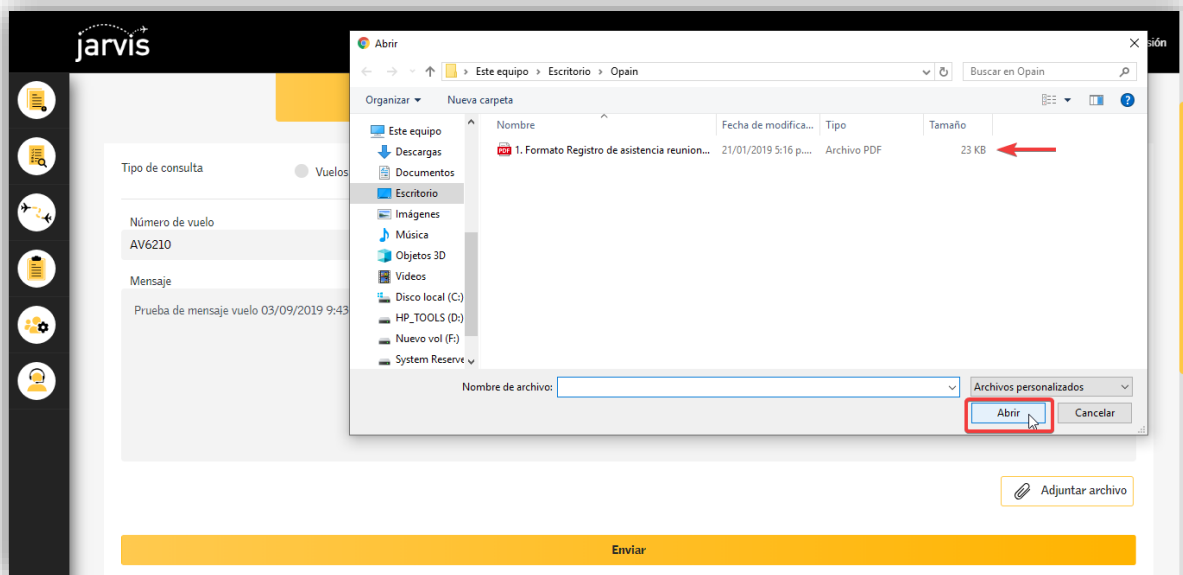 jarvis
Abrir
sión
Este equipo > Escritorio > Opain
Buscar en Opain
Organizar
Nueva carpeta
Nombre
Fecha de modifica...
Tipo
Tamaño
1. Formato Registro de asistencia reunion...
21/01/2019 5:16 p....
Archivo PDF
23 KB
Este equipo
Descargas
Documentos
Escritorio
Imágenes
Música
Objetos 3D
Videos
Disco local (C:)
HP_TOOLS (D:)
Nuevo vol (F:)
System Reserve
Nombre de archivo:
Archivos personalizados
Abrir
Cancelar
Tipo de consulta
Vuelos
Número de vuelo
AV6210
Mensaje
Prueba de mensaje vuelo 03/09/2019 9:43
Adjuntar archivo
Enviar